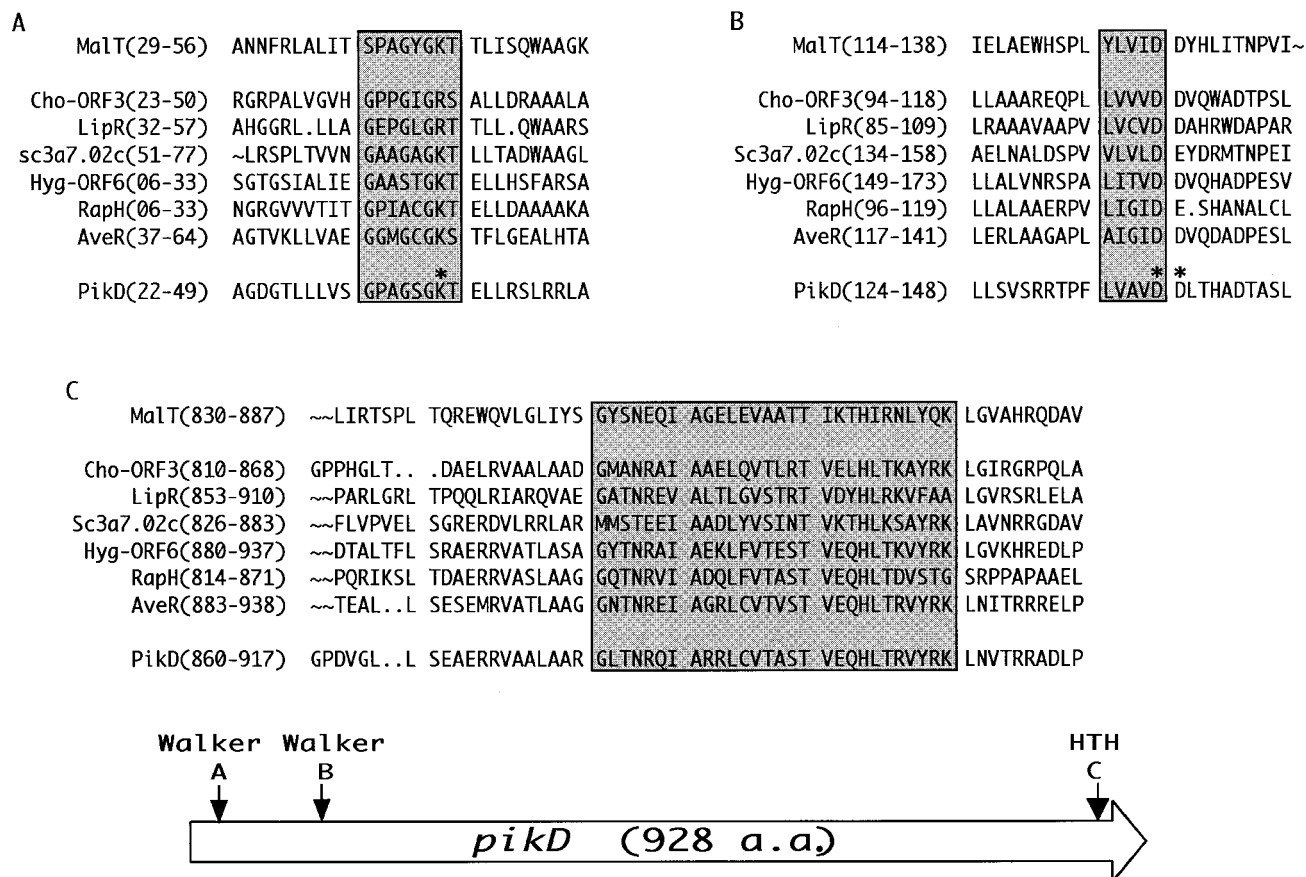 A
MalT(29-56) ANNFRLALIT SPAGYGKT TLISQWAAGK
Cho-ORF3(23-50) RGRPALVGVH GPPGIGRS ALLDRAAALA
LipR(32-57) AHGGRL.LLA GEPGLGRT TLL.QWAARS
sc3a7.02c(51-77) ~LRSPLTVVN GAAGAGKT LLTADWAAGL
Hyg-ORF6(06-33) SGTGSIALIE GAASTGKT ELLHSFARSA
RapH(06-33) NGRGVVVTIT GPIACGKT ELLDAAAAKA
AveR(37-64) AGTVKLLVAE GGMGCGKS TFLGEALHTA
*
PikD(22-49) AGDGTLLLVS GPAGSGKT ELLRSLRRLA
B
MalT(114-138) IELAEWHSPL YLVID DYHLITNPVI~
Cho-ORF3(94-118) LLAAAREQPL LVVVD DVQWADTPSL
LipR(85-109) LRAAAVAAPV LVCVD DAHRWDAPAR
Sc3a7.02c(134-158) AELNALDSPV VLVLD EYDRMTNPEI
Hyg-ORF6(149-173) LLALVNRSPA LITVD DVQHADPESV
RapH(96-119) LLALAAERPV LIGID E.SHANALCL
AveR(117-141) LERLAAGAPL AIGID DVQDADPESL
* *
PikD(124-148) LLSVSRRTPF LVAVD DLTHADTASL
C
MalT(830-887) ~~LIRTSPL TQREWQVLGLIYS GYSNEQI AGELEVAATT IKTHIRNLYQK LGVAHRQDAV
Cho-ORF3(810-868) GPPHGLT.. .DAELRVAALAAD GMANRAI AAELQVTLRT VELHLTKAYRK LGIRGRPQLA
LipR(853-910) ~~PARLGRL TPQQLRIARQVAE GATNREV ALTLGVSTRT VDYHLRKVFAA LGVRSRLELA
Sc3a7.02c(826-883) ~~FLVPVEL SGRERDVLRRLAR MMSTEEI AADLYVSINT VKTHLKSAYRK LAVNRRGDAV
Hyg-ORF6(880-937) ~~DTALTFL SRAERRVATLASA GYTNRAI AEKLFVTEST VEQHLTKVYRK LGVKHREDLP
RapH(814-871) ~~PQRIKSL TDAERRVASLAAG GQTNRVI ADQLFVTAST VEQHLTDVSTG SRPPAPAAEL
AveR(883-938) ~~TEAL..L SESEMRVATLAAG GNTNREI AGRLCVTVST VEQHLTRVYRK LNITRRRELP
PikD(860-917) GPDVGL..L SEAERRVAALAAR GLTNRQI ARRLCVTAST VEQHLTRVYRK LNVTRRADLP
Walker Walker HTH
A B C
pikD (928 a.a.)